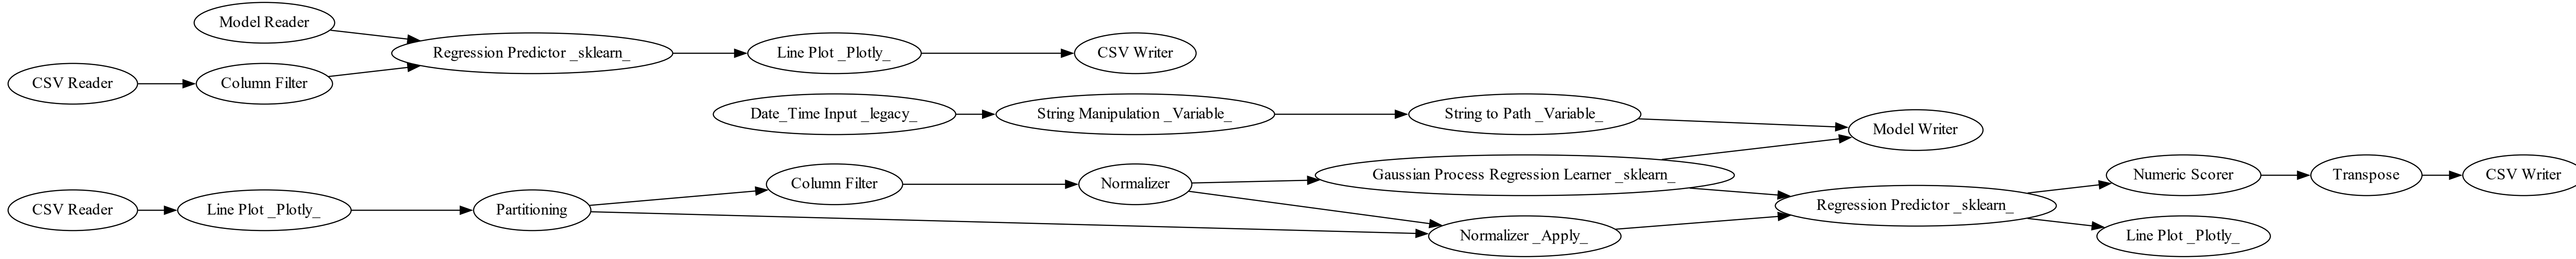 Model Reader
CSV Reader
Column Filter
Regression Predictor _sklearn_
Line Plot _Plotly_
CSV Writer
Date_Time Input _legacy_
String Manipulation _Variable_
String to Path _Variable_
Model Writer
CSV Reader
Line Plot _Plotly_
Partitioning
Column Filter
Normalizer
Gaussian Process Regression Learner _sklearn_
Normalizer _Apply_
Regression Predictor _sklearn_
Numeric Scorer
Transpose
CSV Writer
Line Plot _Plotly_